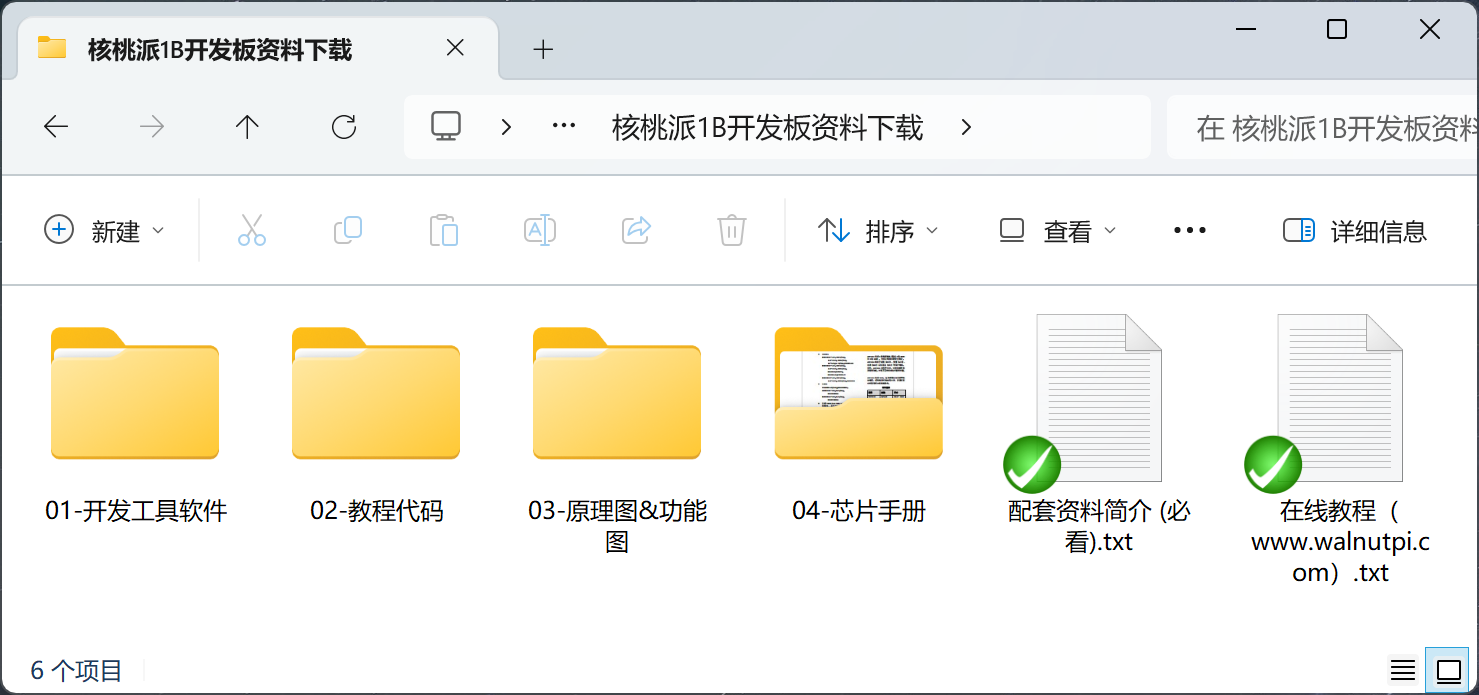 核桃派1B开发板资料下载
核桃派1B开发板资料下载
在 核桃派1B开发板资料
新建
排序
查看
详细信息
01-开发工具软件
02-教程代码
03-原理图&功能
图
04-芯片手册
配套资料简介 (必
看).txt
在线教程（
www.walnutpi.c
om）.txt
6 个项目